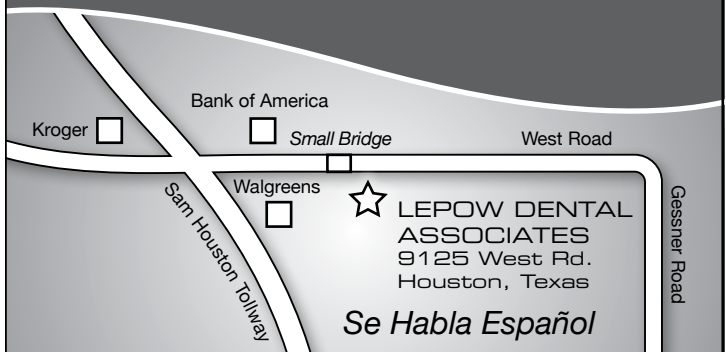 Bank of America
Kroger
Small Bridge
West Road
Walgreens
Sam Houston Tollway
Gessner Road
LEPOW DENTAL
ASSOCIATES
9125 West Rd.
Houston, Texas
Se Habla Español